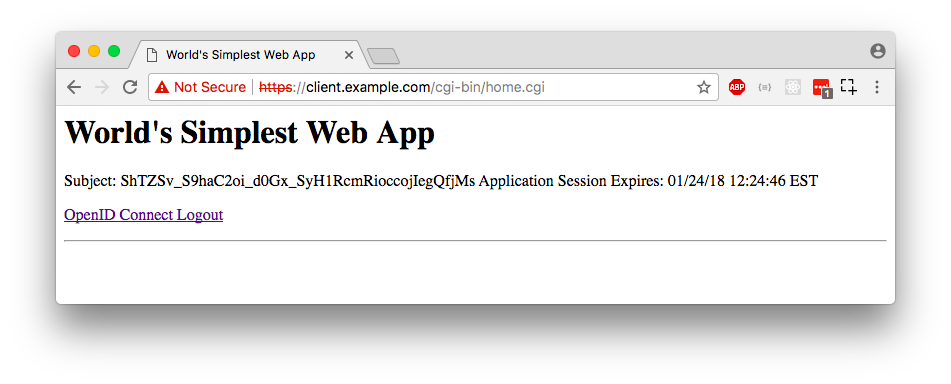 World's Simplest Web App
Not Secure https://client.example.com/cgi-bin/home.cgi
ABP
1
World's Simplest Web App
Subject: ShTZSv_S9haC2oi_d0Gx_SyH1RcmRioccojIegQfjMs Application Session Expires: 01/24/18 12:24:46 EST
OpenID Connect Logout